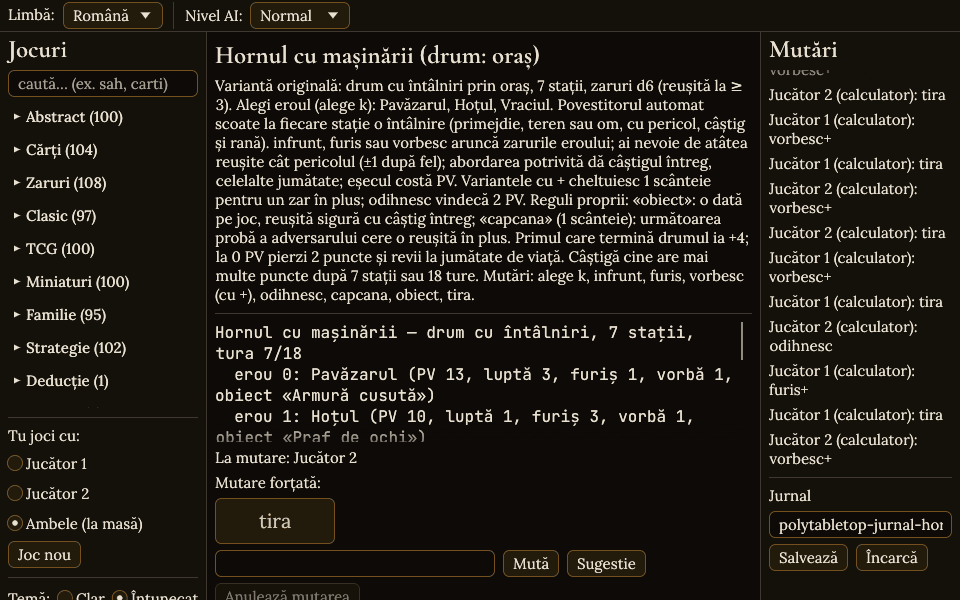 Limbă:
Română
Nivel AI:
Normal
Jocuri
caută... (ex. sah, carti)
▸ Abstract (100)
▸ Cărți (104)
▸ Zaruri (108)
▸ Clasic (97)
▸ TCG (100)
▸ Miniaturi (100)
▸ Familie (95)
▸ Strategie (102)
▸ Deducție (1)
Tu joci cu:
Jucător 1
Jucător 2
Ambele (la masă)
Joc nou
Temă:
Clar
Întunecat
Hornul cu mașinării (drum: oraș)
Variantă originală: drum cu întâlniri prin oraș, 7 stații, zaruri d6 (reușită la ≥
3). Alegi eroul (alege k): Pavăzarul, Hoțul, Vraciul. Povestitorul automat
scoate la fiecare stație o întâlnire (primejdie, teren sau om, cu pericol, câștig
și rană). infrunt, furis sau vorbesc aruncă zarurile eroului; ai nevoie de atâtea
reușite cât pericolul (±1 după fel); abordarea potrivită dă câștigul întreg,
celelalte jumătate; eșecul costă PV. Variantele cu + cheltuiesc 1 scânteie
pentru un zar în plus; odihnesc vindecă 2 PV. Reguli proprii: «obiect»: o dată
pe joc, reușită sigură cu câștig întreg; «capcana» (1 scânteie): următoarea
probă a adversarului cere o reușită în plus. Primul care termină drumul ia +4;
la 0 PV pierzi 2 puncte și revii la jumătate de viață. Câștigă cine are mai
multe puncte după 7 stații sau 18 ture. Mutări: alege k, infrunt, furis, vorbesc
(cu +), odihnesc, capcana, obiect, tira.
Hornul cu mașinării — drum cu întâlniri, 7 stații,
tura 7/18
erou 0: Pavăzarul (PV 13, luptă 3, furiș 1, vorbă 1,
obiect «Armură cusută»)
erou 1: Hoțul (PV 10, luptă 1, furiș 3, vorbă 1,
obiect «Praf de ochi»)
La mutare: Jucător 2
Mutare forțată:
tira
Mută
Sugestie
Anulează mutarea
Mutări
vorbesc+
Jucător 2 (calculator): tira
Jucător 1 (calculator):
vorbesc+
Jucător 1 (calculator): tira
Jucător 2 (calculator):
vorbesc+
Jucător 2 (calculator): tira
Jucător 1 (calculator):
vorbesc+
Jucător 1 (calculator): tira
Jucător 2 (calculator):
odihnesc
Jucător 1 (calculator):
furis+
Jucător 1 (calculator): tira
Jucător 2 (calculator):
vorbesc+
Jurnal
polytabletop-jurnal-hor
Salvează
Încarcă